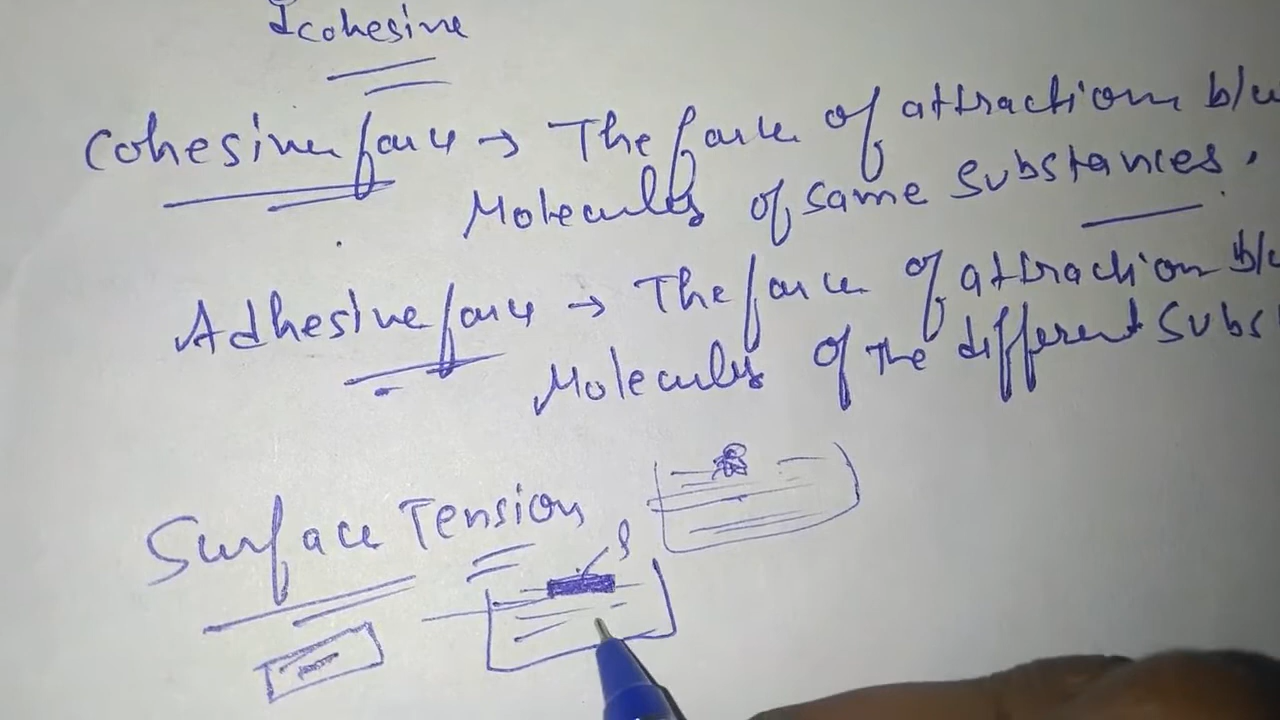 cohesive
Cohesive force → The force of attraction b/w
Molecules of same substances.
Adhesive force → The force of attraction b/w
Molecules of the different Subst
Surface Tension